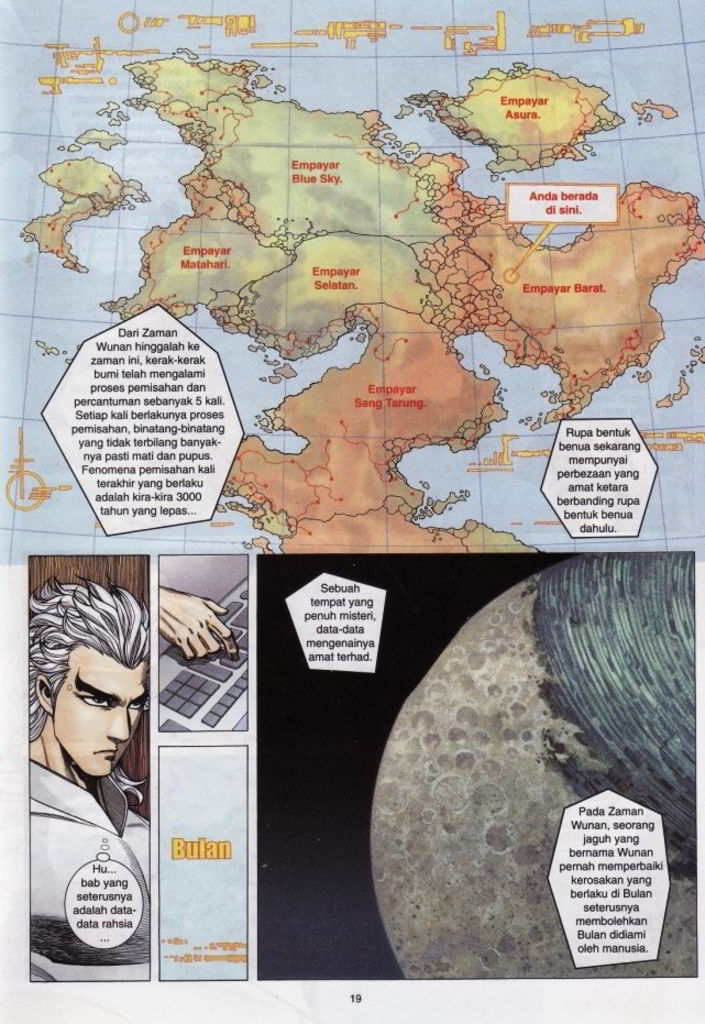 Empayar
Asura.
Empayar
Blue Sky.
Anda berada
di sini.
Empayar
Matahari.
Empayar
Selatan.
Empayar Barat.
Empayar
Sang Tarung.
Dari Zaman
Wunan hinggalah ke
zaman ini, kerak-kerak
bumi telah mengalami
proses pemisahan dan
percantuman sebanyak 5 kali.
Setiap kali berlakunya proses
pemisahan, binatang-binatang
yang tidak terbilang banyak-
nya pasti mati dan pupus.
Fenomena pemisahan kali
terakhir yang berlaku
adalah kira-kira 3000
tahun yang lepas...
Rupa bentuk
benua sekarang
mempunyai
perbezaan yang
amat ketara
berbanding rupa
bentuk benua
dahulu.
Hu...
bab yang
seterusnya
adalah data-
data rahsia
...
Bulan
Sebuah
tempat yang
penuh misteri,
data-data
mengenainya
amat terhad.
Pada Zaman
Wunan, seorang
jaguh yang
bernama Wunan
pernah memperbaiki
kerosakan yang
berlaku di Bulan
seterusnya
membolehkan
Bulan didiami
oleh manusia.
19